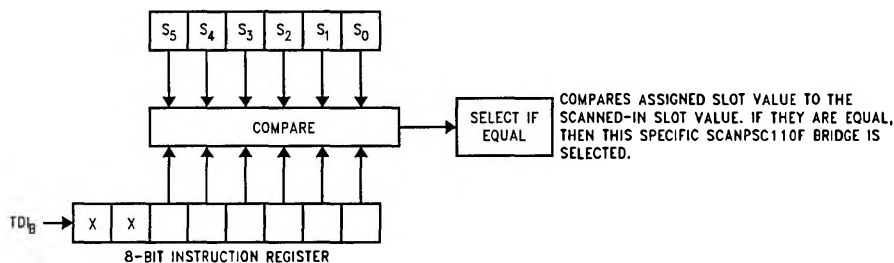 S5 S4 S3 S2 S1 S0
COMPARE
SELECT IF
EQUAL
COMPARES ASSIGNED SLOT VALUE TO THE
SCANNED-IN SLOT VALUE. IF THEY ARE EQUAL,
THEN THIS SPECIFIC SCANPSC110F BRIDGE IS
SELECTED.
TDIB
X X
8-BIT INSTRUCTION REGISTER